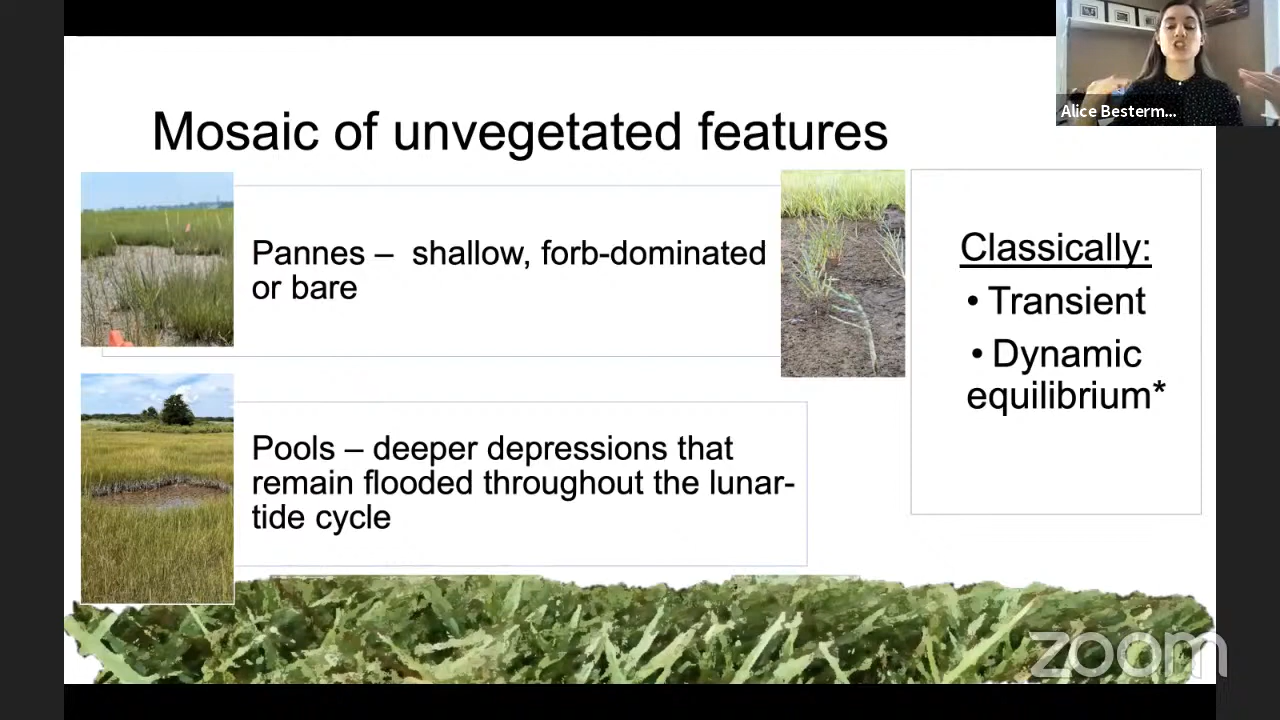 Alice Besterm...
Mosaic of unvegetated features
Pannes – shallow, forb-dominated
or bare
Pools – deeper depressions that
remain flooded throughout the lunar-
tide cycle
Classically:
• Transient
• Dynamic
equilibrium*
zoom